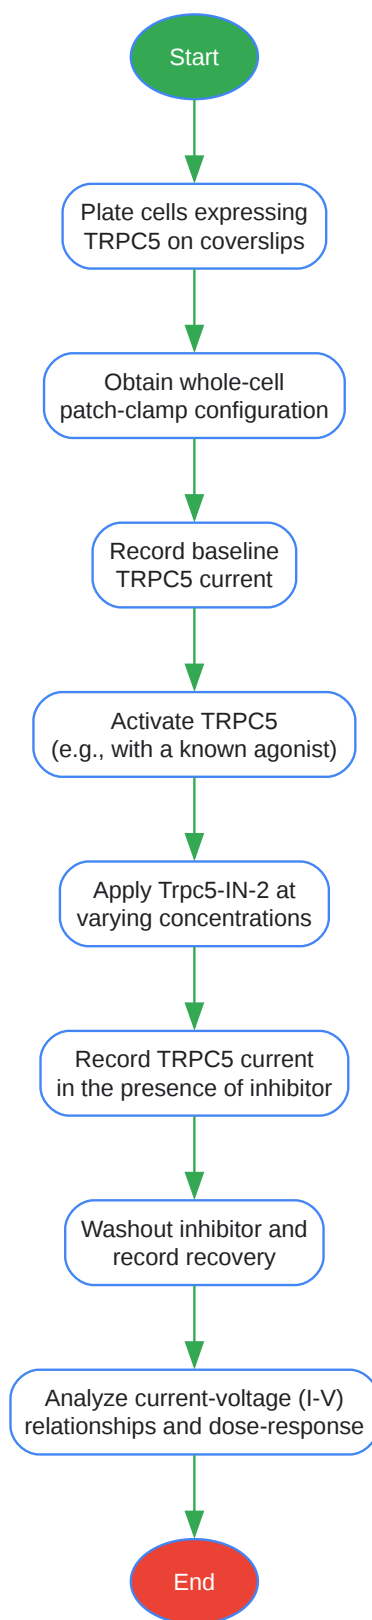 Start
Plate cells expressing
TRPC5 on coverslips
Obtain whole-cell
patch-clamp configuration
Record baseline
TRPC5 current
Activate TRPC5
(e.g., with a known agonist)
Apply Trpc5-IN-2 at
varying concentrations
Record TRPC5 current
in the presence of inhibitor
Washout inhibitor and
record recovery
Analyze current-voltage (I-V)
relationships and dose-response
End